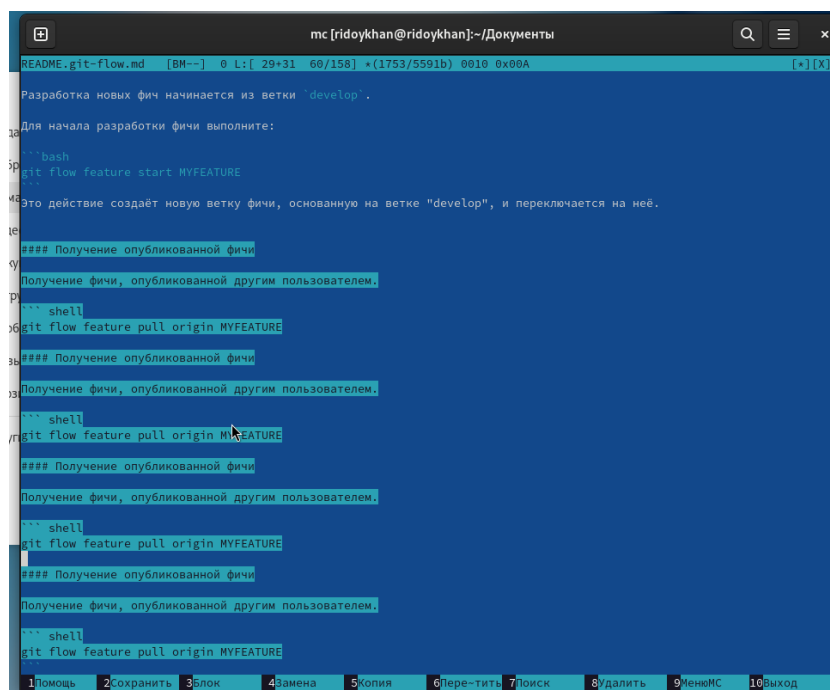 mc [ridoykhan@ridoykhan]:~/Документы
README.git-flow.md [BM--] 0 L:[ 29+31 60/158] *(1753/5591b) 0010 0x00A [*][X]
Разработка новых фич начинается из ветки `develop`.
Для начала разработки фичи выполните:
```bash
git flow feature start MYFEATURE
```
Это действие создаёт новую ветку фичи, основанную на ветке "develop", и переключается на неё.
#### Получение опубликованной фичи
Получение фичи, опубликованной другим пользователем.
``` shell
git flow feature pull origin MYFEATURE
#### Получение опубликованной фичи
Получение фичи, опубликованной другим пользователем.
``` shell
git flow feature pull origin MYFEATURE
#### Получение опубликованной фичи
Получение фичи, опубликованной другим пользователем.
``` shell
git flow feature pull origin MYFEATURE
#### Получение опубликованной фичи
Получение фичи, опубликованной другим пользователем.
``` shell
git flow feature pull origin MYFEATURE
```
1Помощь 2Сохранить 3Блок 4Замена 5Копия 6Пере~тить 7Поиск 8Удалить 9МенюMC 10Выход